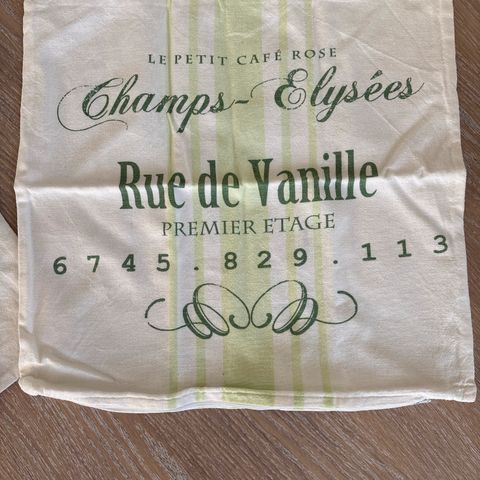 LE PETIT CAFÉ ROSE
Champs-Elysées
Rue de Vanille
PREMIER ETAGE
6745.829.113